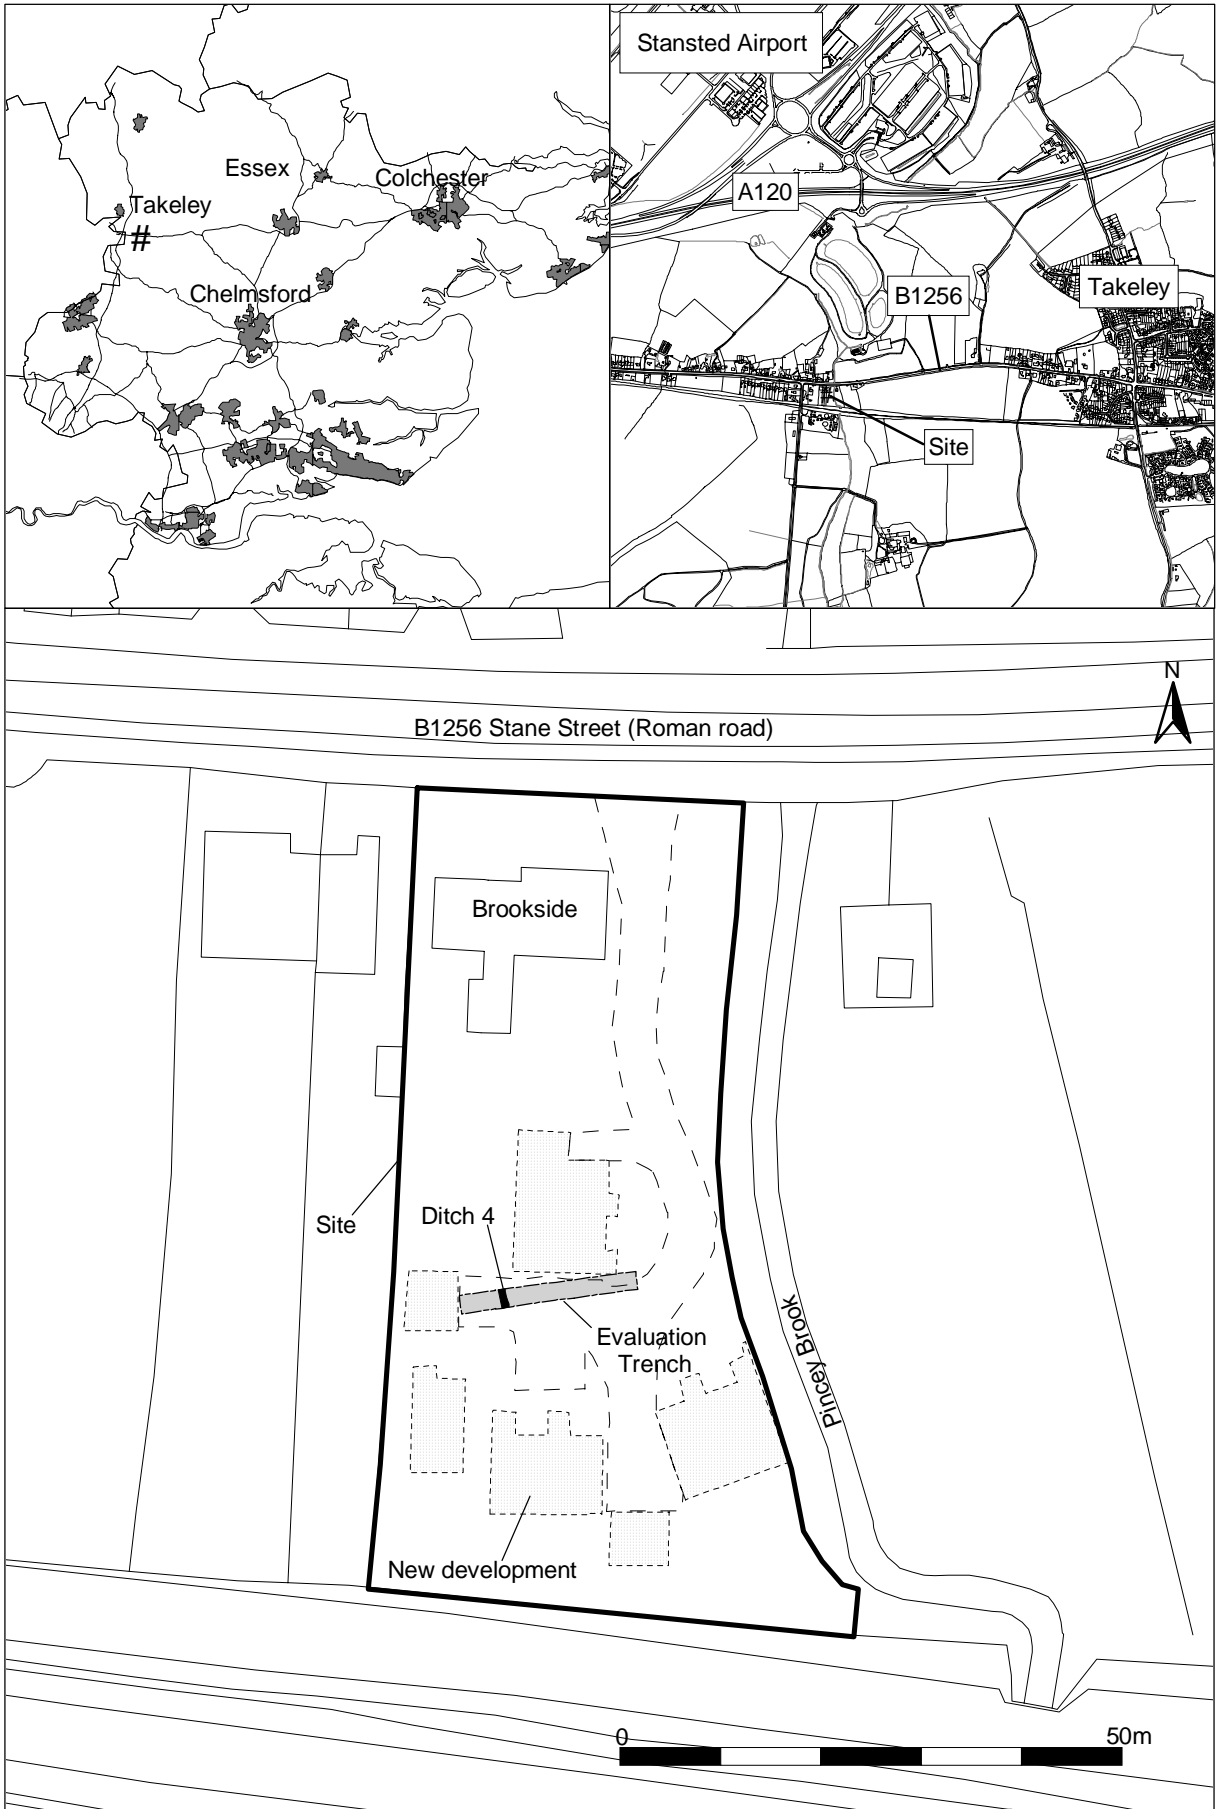 Essex
Colchester
Takeley
#
Chelmsford
Stansted Airport
A120
B1256
Takeley
Site
N
B1256 Stane Street (Roman road)
Brookside
Site
Ditch 4
Evaluation
Trench
Pincey Brook
New development
0
50m